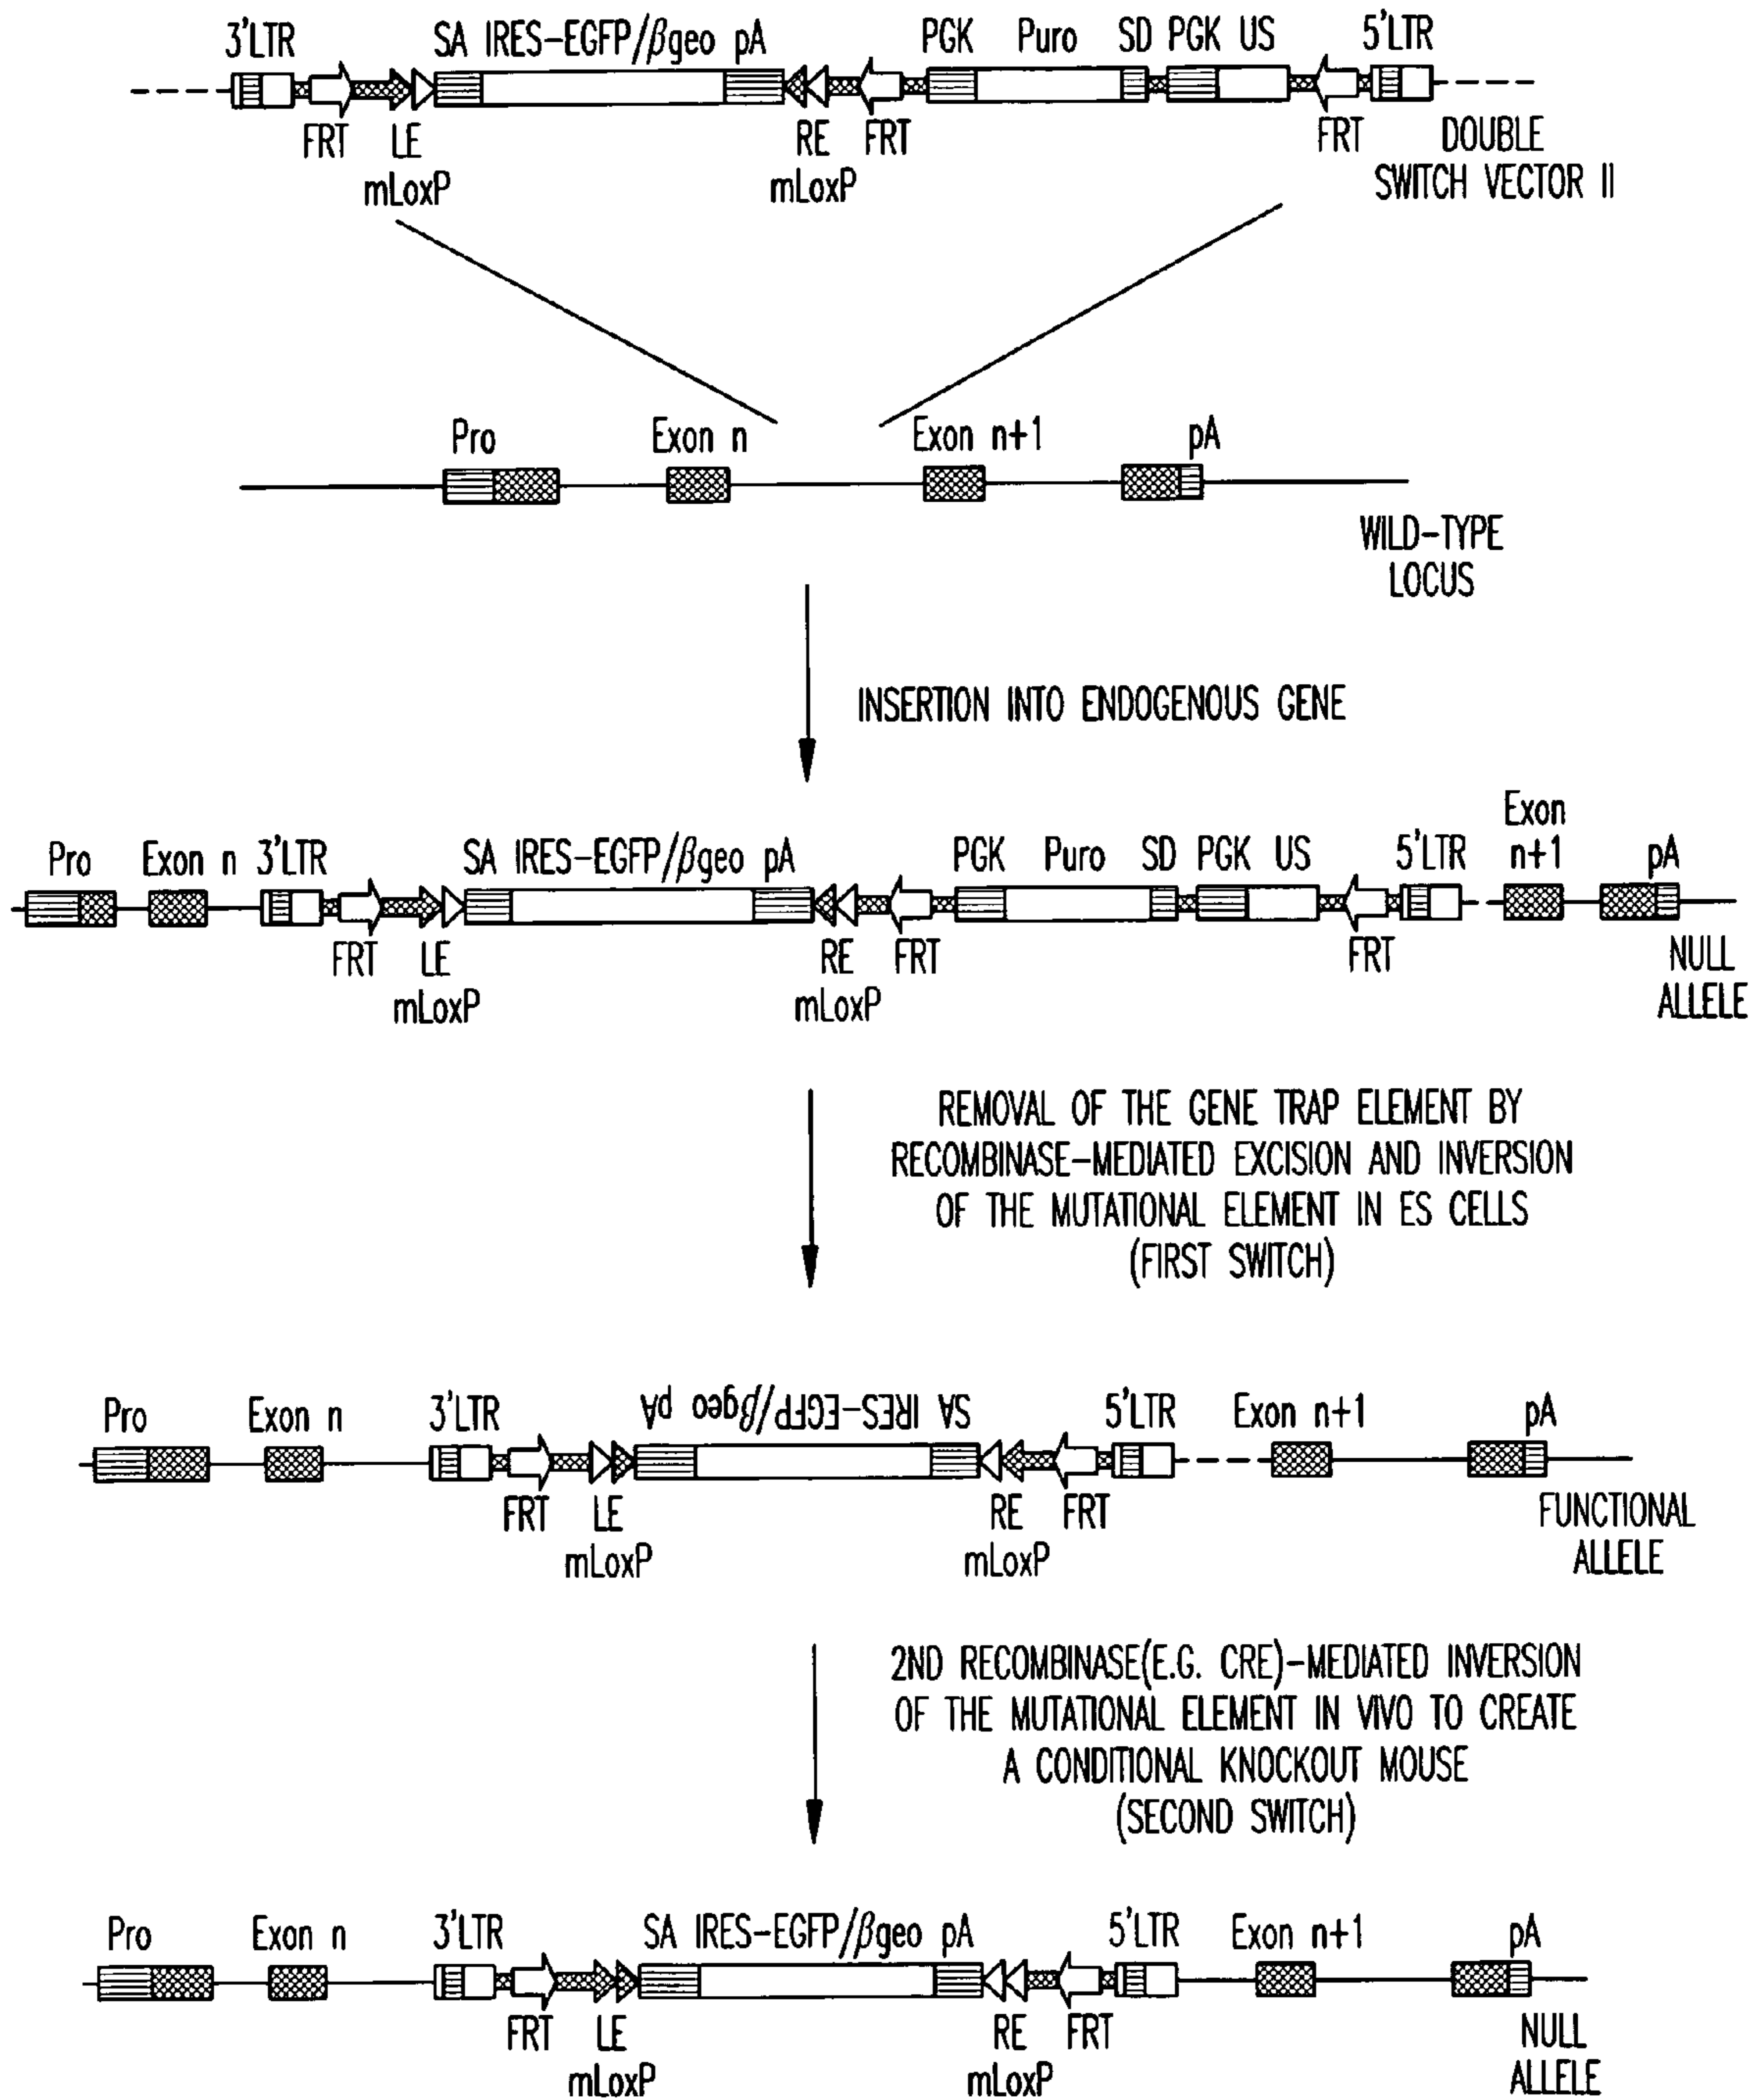 3'LTR SA IRES-EGFP/βgeo pA PGK Puro SD PGK US 5'LTR
FRT LE RE FRT FRT DOUBLE
mLoxP mLoxP SWITCH VECTOR II
Pro Exon n Exon n+1 pA
WILD-TYPE
LOCUS
INSERTION INTO ENDOGENOUS GENE
Exon
Pro Exon n 3'LTR SA IRES-EGFP/βgeo pA PGK Puro SD PGK US 5'LTR n+1 pA
FRT LE RE FRT FRT NULL
mLoxP mLoxP ALLELE
REMOVAL OF THE GENE TRAP ELEMENT BY
RECOMBINASE-MEDIATED EXCISION AND INVERSION
OF THE MUTATIONAL ELEMENT IN ES CELLS
(FIRST SWITCH)
Pro Exon n 3'LTR SA IRES-EGFP/βgeo pA 5'LTR Exon n+1 pA
FRT LE RE FRT FUNCTIONAL
mLoxP mLoxP ALLELE
2ND RECOMBINASE(E.G. CRE)-MEDIATED INVERSION
OF THE MUTATIONAL ELEMENT IN VIVO TO CREATE
A CONDITIONAL KNOCKOUT MOUSE
(SECOND SWITCH)
Pro Exon n 3'LTR SA IRES-EGFP/βgeo pA 5'LTR Exon n+1 pA
FRT LE RE FRT NULL
mLoxP mLoxP ALLELE